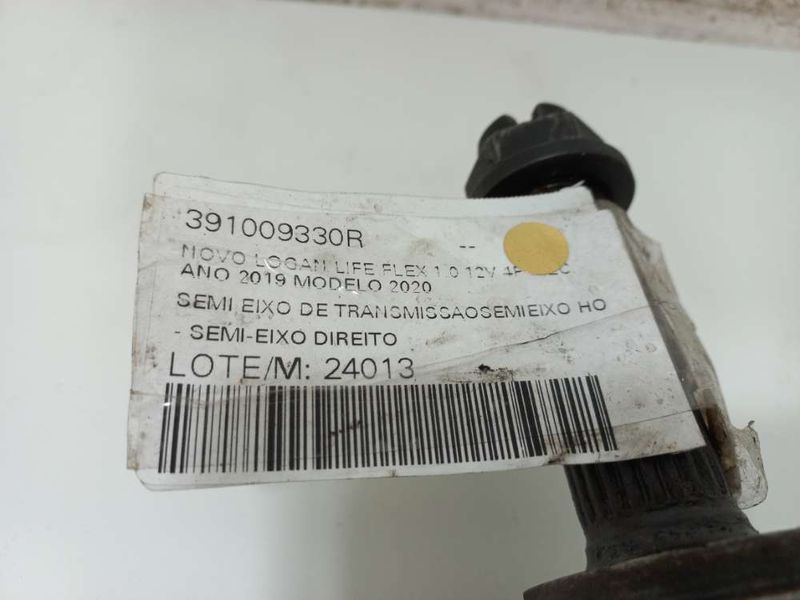 391009330R --
NOVO LOGAN LIFE FLEX 1.0 12V
ANO 2019 MODELO 2020
SEMI EIXO DE TRANSMISSAOSEMIEIXO HO
- SEMI-EIXO DIREITO
LOTE/M: 24013